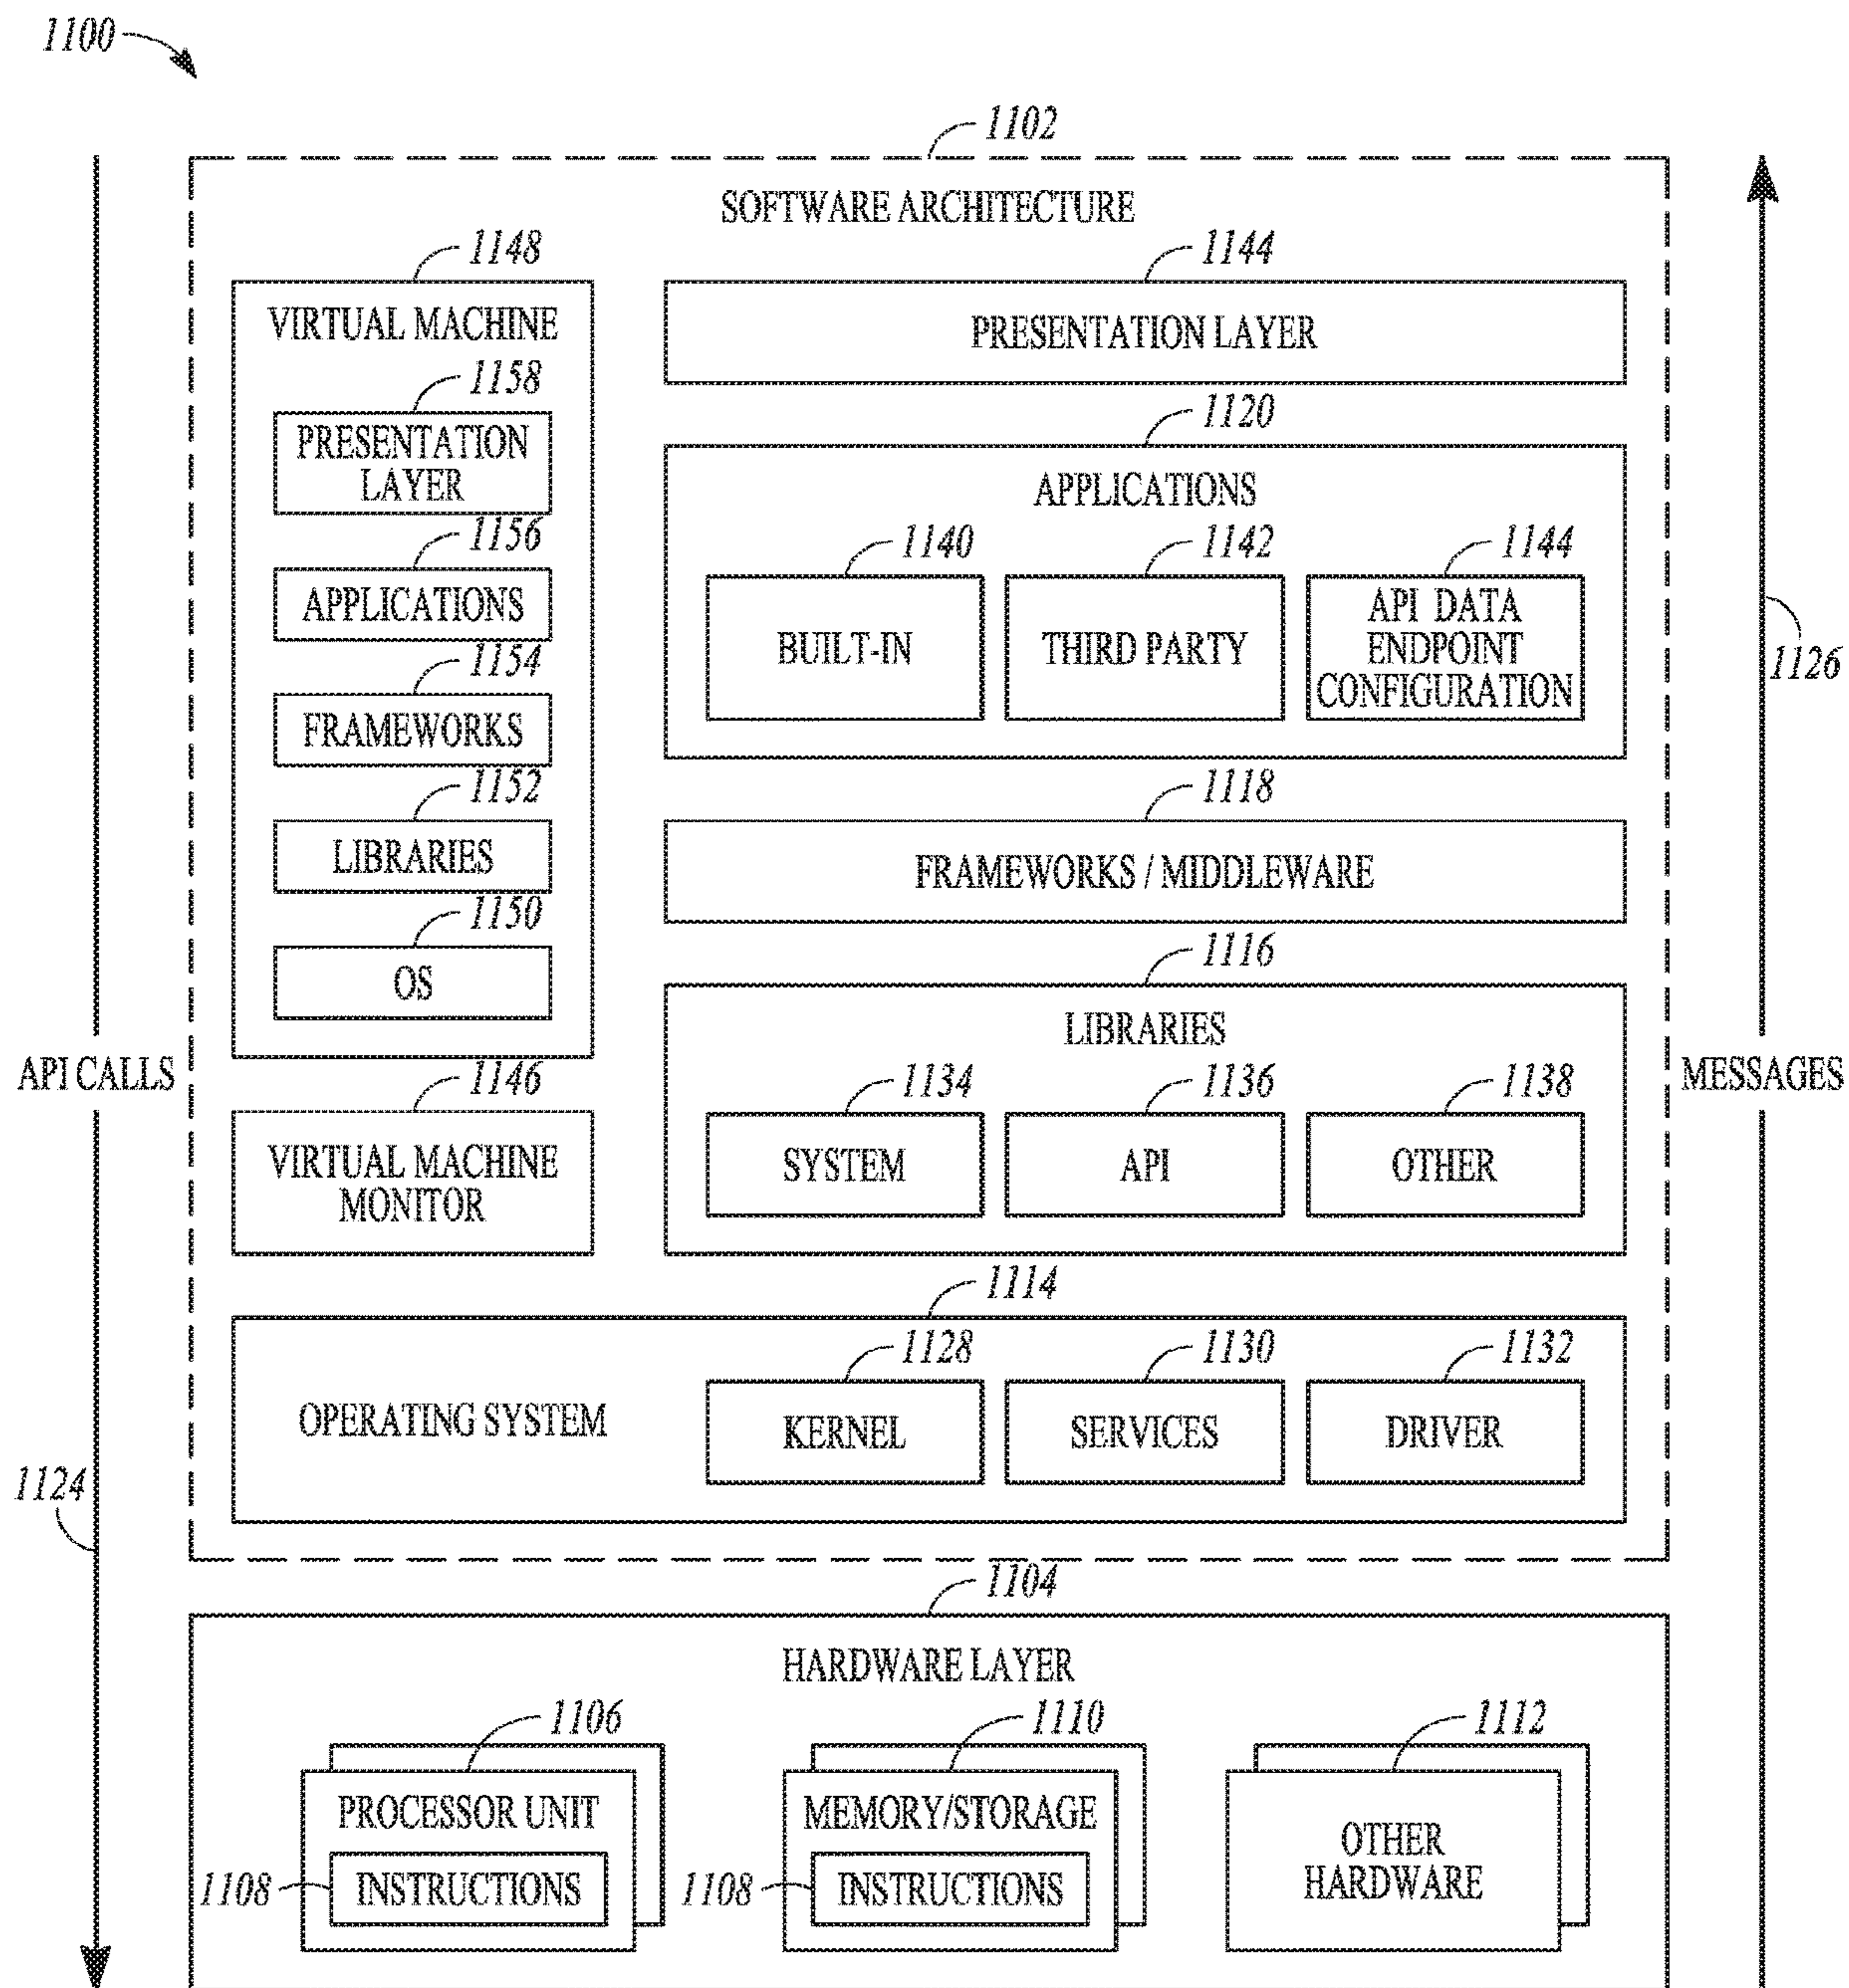 1100
1102
SOFTWARE ARCHITECTURE
1148
VIRTUAL MACHINE
1158
PRESENTATION
LAYER
1156
APPLICATIONS
1154
FRAMEWORKS
1152
LIBRARIES
1150
OS
1146
VIRTUAL MACHINE
MONITOR
1144
PRESENTATION LAYER
1120
APPLICATIONS
1140
BUILT-IN
1142
THIRD PARTY
1144
API DATA
ENDPOINT
CONFIGURATION
1118
FRAMEWORKS / MIDDLEWARE
1116
LIBRARIES
1134
SYSTEM
1136
API
1138
OTHER
1114
OPERATING SYSTEM
1128
KERNEL
1130
SERVICES
1132
DRIVER
API CALLS
1124
MESSAGES
1126
1104
HARDWARE LAYER
1106
PROCESSOR UNIT
1108
INSTRUCTIONS
1110
MEMORY/STORAGE
1108
INSTRUCTIONS
1112
OTHER
HARDWARE